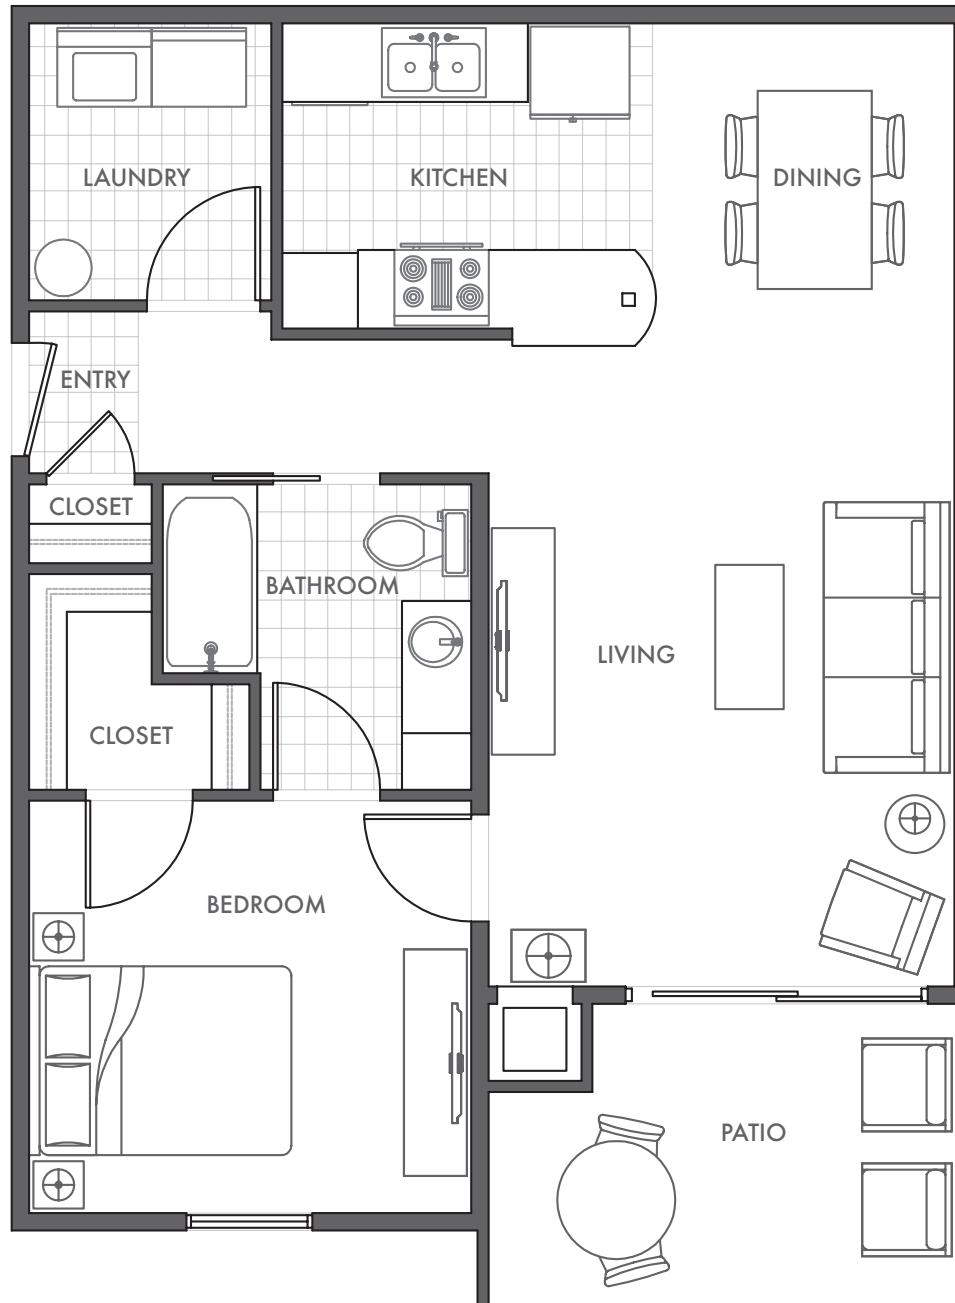 LAUNDRY
KITCHEN
DINING
ENTRY
CLOSET
BATHROOM
LIVING
CLOSET
BEDROOM
PATIO